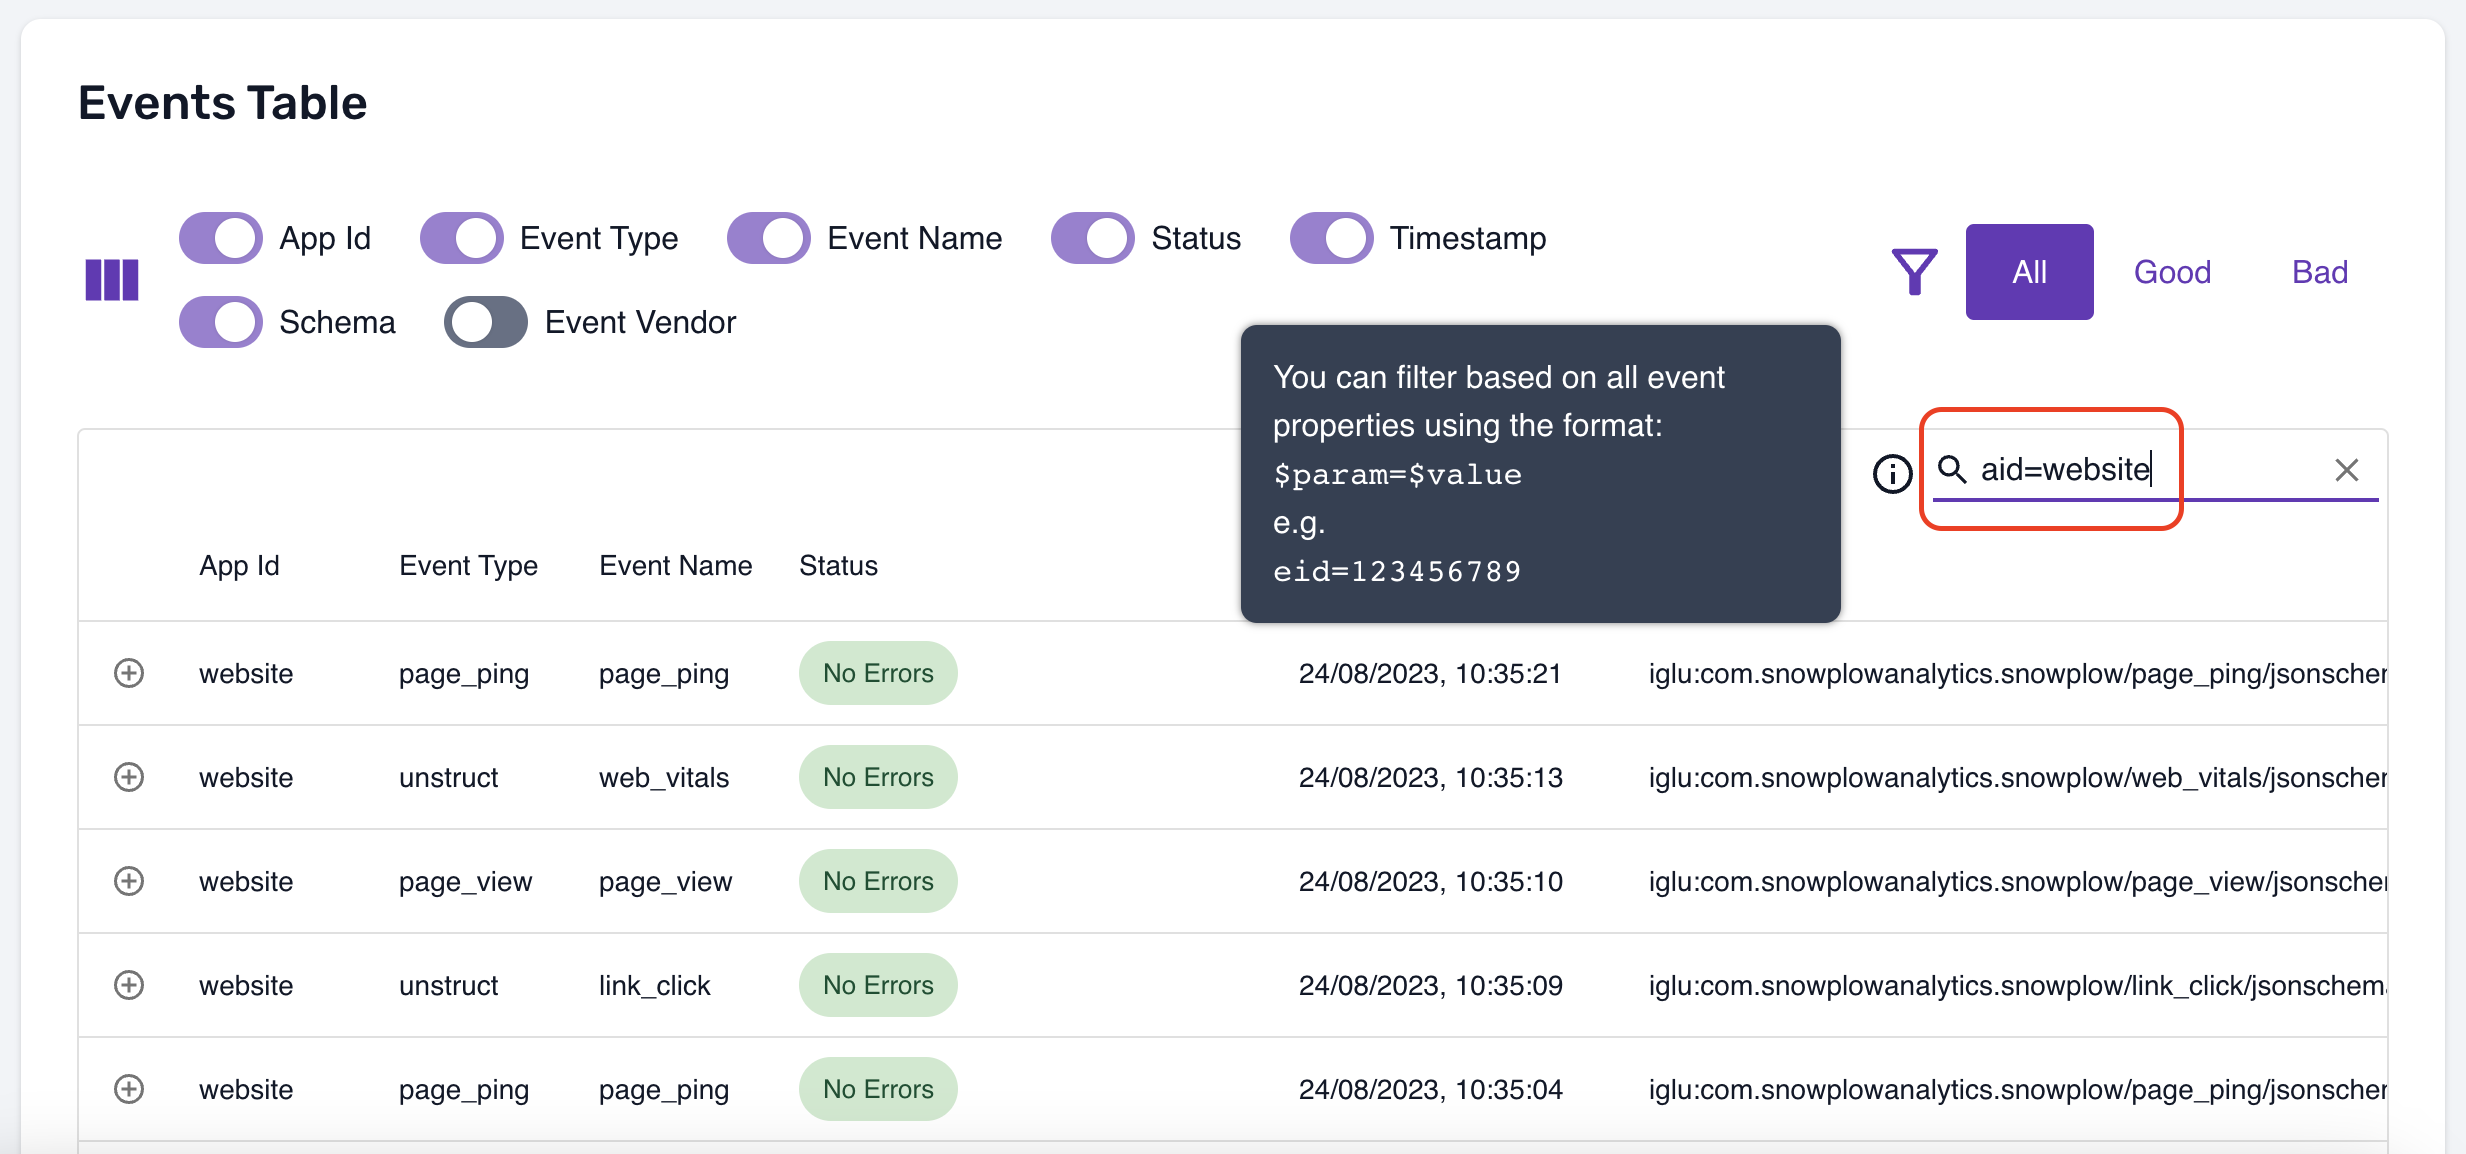 Events Table
App Id Event Type Event Name Status Timestamp
Schema Event Vendor
All Good Bad
You can filter based on all event
properties using the format:
$param=$value
e.g.
eid=123456789
aid=website
App Id Event Type Event Name Status
website page_ping page_ping No Errors 24/08/2023, 10:35:21 iglu:com.snowplowanalytics.snowplow/page_ping/jsonscher
website unstruct web_vitals No Errors 24/08/2023, 10:35:13 iglu:com.snowplowanalytics.snowplow/web_vitals/jsonscher
website page_view page_view No Errors 24/08/2023, 10:35:10 iglu:com.snowplowanalytics.snowplow/page_view/jsonscher
website unstruct link_click No Errors 24/08/2023, 10:35:09 iglu:com.snowplowanalytics.snowplow/link_click/jsonschema
website page_ping page_ping No Errors 24/08/2023, 10:35:04 iglu:com.snowplowanalytics.snowplow/page_ping/jsonscher